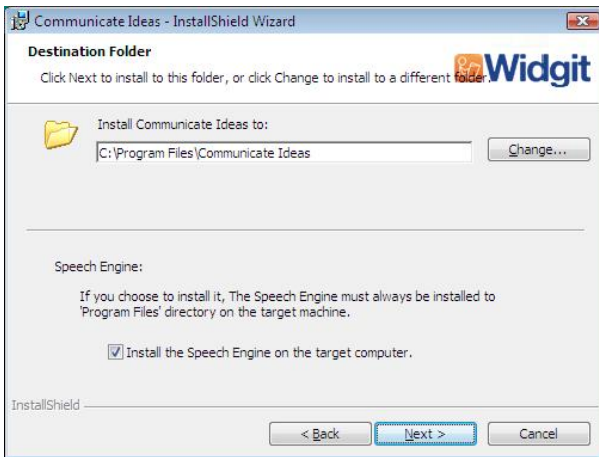 Communicate Ideas - InstallShield Wizard
Destination Folder
Click Next to install to this folder, or click Change to install to a different folder.
Widgit
Install Communicate Ideas to:
C:\Program Files\Communicate Ideas
Change...
Speech Engine:
If you choose to install it, The Speech Engine must always be installed to
'Program Files' directory on the target machine.
Install the Speech Engine on the target computer.
InstallShield
< Back
Next >
Cancel